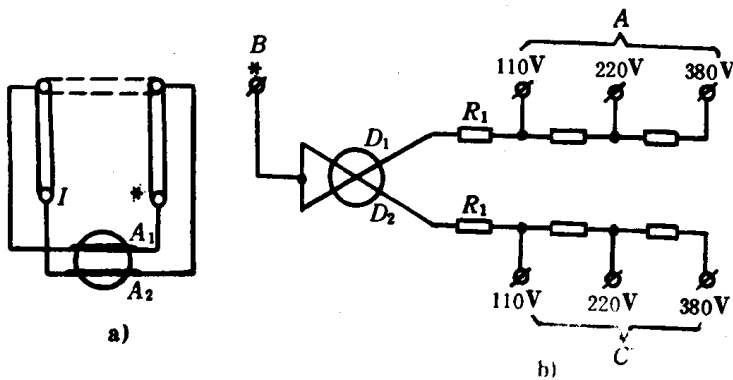 I
*
A₁
A₂
a)
B
*
D₁
D₂
R₁
A
110V
220V
380V
R₁
110V
220V
380V
C
b)